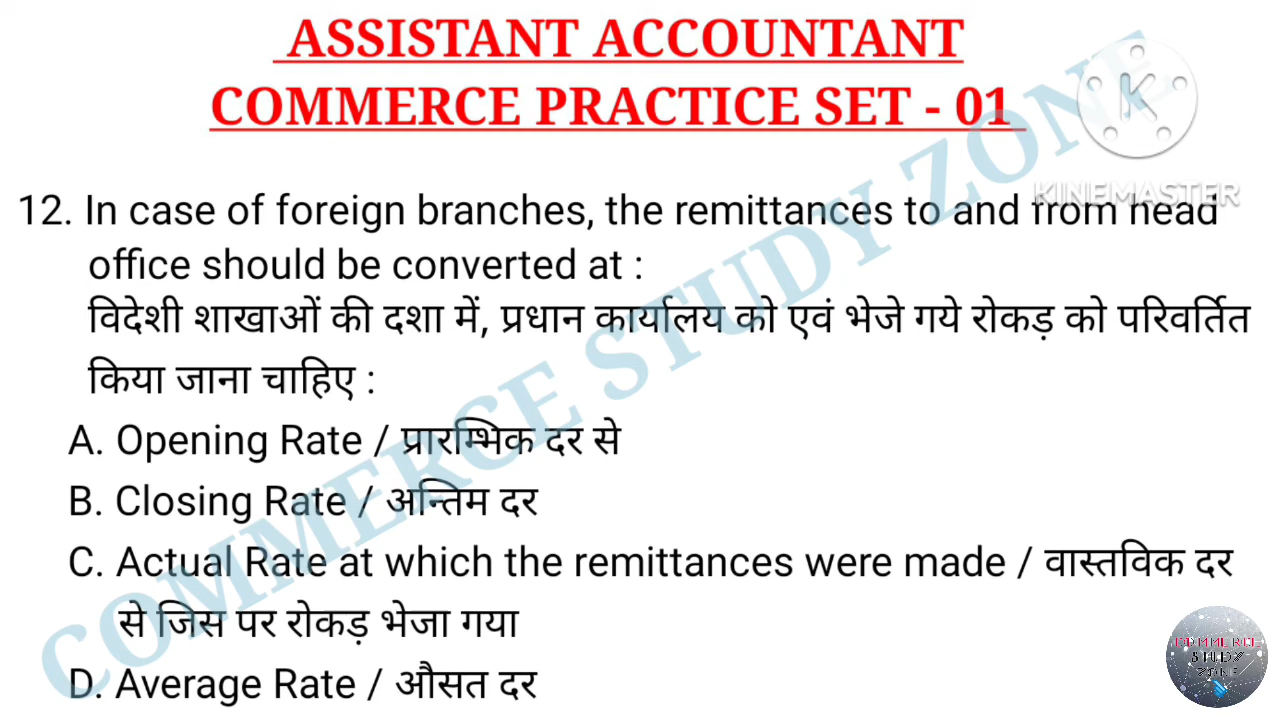 ASSISTANT ACCOUNTANT
COMMERCE PRACTICE SET - 01
K
KINEMASTER
12. In case of foreign branches, the remittances to and from head
office should be converted at :
विदेशी शाखाओं की दशा में, प्रधान कार्यालय को एवं भेजे गये रोकड़ को परिवर्तित
किया जाना चाहिए :
A. Opening Rate / प्रारम्भिक दर से
B. Closing Rate / अन्तिम दर
C. Actual Rate at which the remittances were made / वास्तविक दर
से जिस पर रोकड़ भेजा गया
D. Average Rate / औसत दर
COMMERCE STUDY ZONE
COMMERCE
STUDY
ZONE